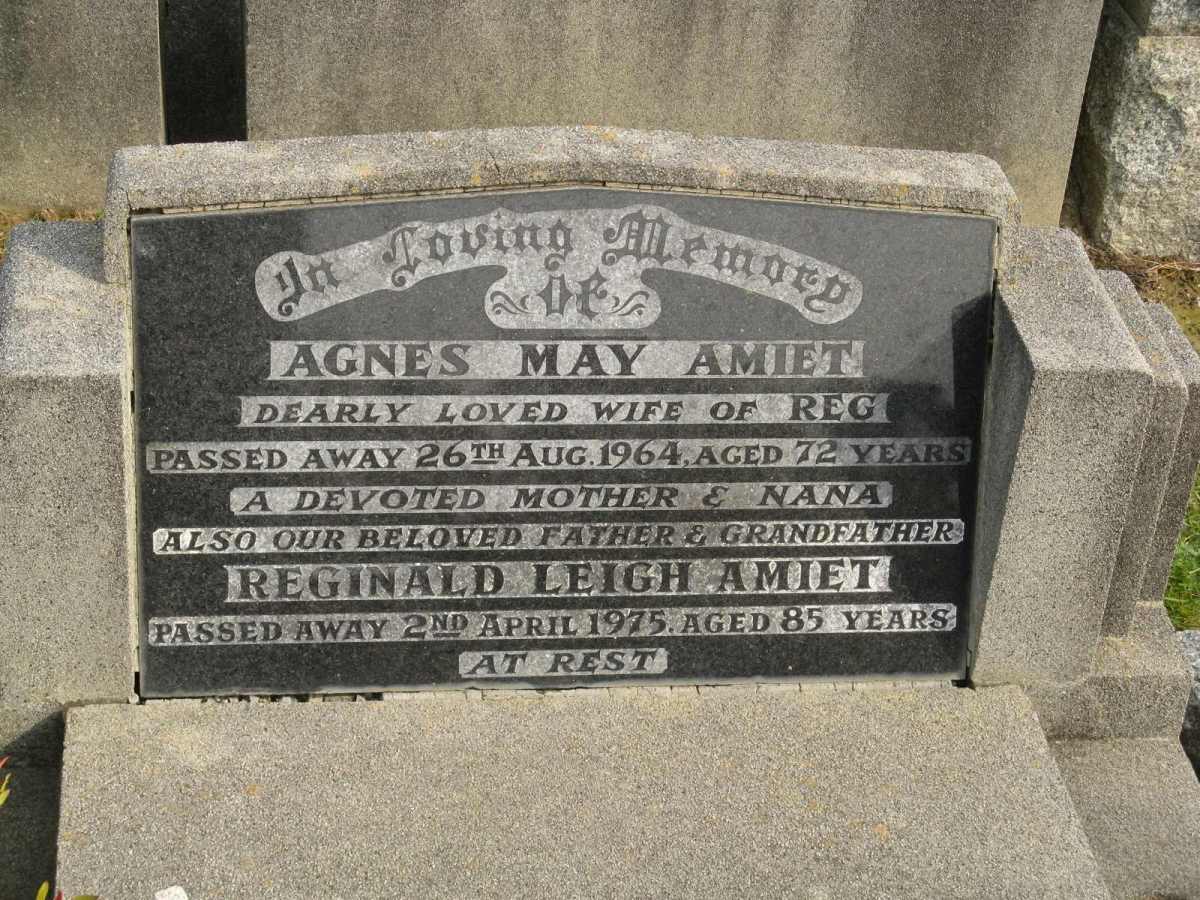 In Loving Memory
Of
AGNES MAY AMIET
DEARLY LOVED WIFE OF REG
PASSED AWAY 26TH AUG. 1964, AGED 72 YEARS
A DEVOTED MOTHER & NANA
ALSO OUR BELOVED FATHER & GRANDFATHER
REGINALD LEIGH AMIET
PASSED AWAY 2ND APRIL 1975. AGED 85 YEARS
AT REST